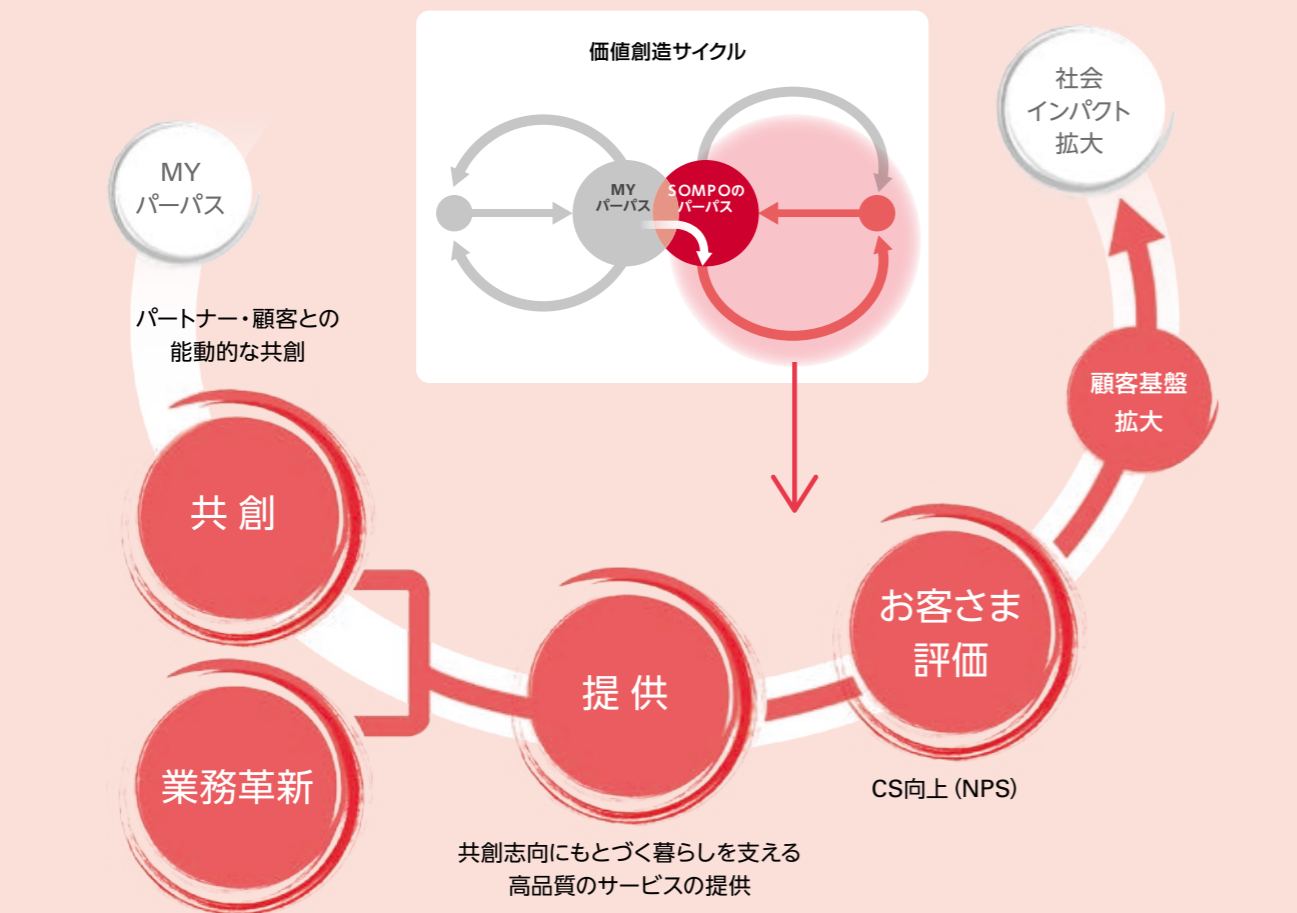 価値創造サイクル
MY
パーパス
SOMPOの
パーパス
MY
パーパス
パートナー・顧客との
能動的な共創
共創
業務革新
提供
共創志向にもとづく暮らしを支える
高品質のサービスの提供
お客さま
評価
CS向上（NPS）
顧客基盤
拡大
社会
インパクト
拡大